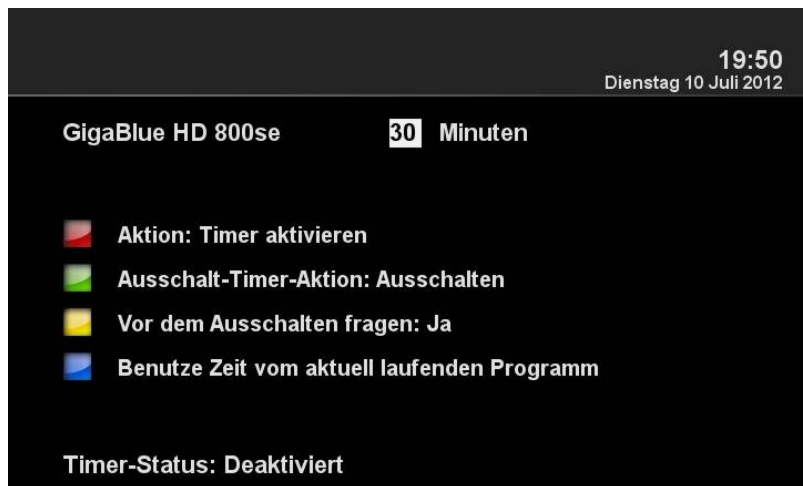 19:50
Dienstag 10 Juli 2012
GigaBlue HD 800se 30 Minuten
Aktion: Timer aktivieren
Ausschalt-Timer-Aktion: Ausschalten
Vor dem Ausschalten fragen: Ja
Benutze Zeit vom aktuell laufenden Programm
Timer-Status: Deaktiviert